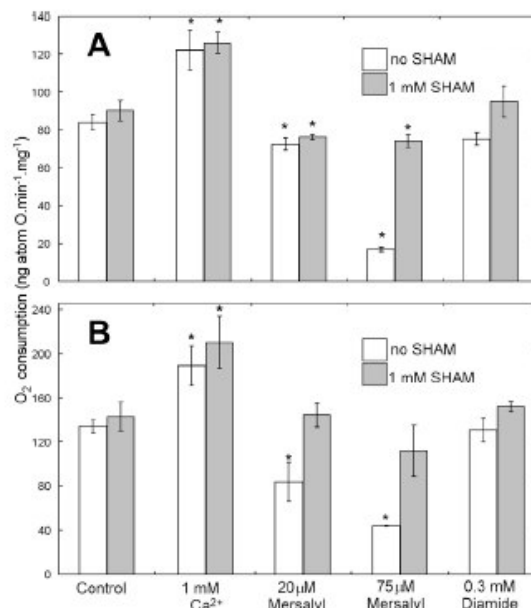 140
A
no SHAM
120
1 mM SHAM
100
80
60
40
20
0
O₂ consumption (ng atom O.min⁻¹.mg⁻¹)
B
240
no SHAM
200
1 mM SHAM
160
120
80
40
0
Control 1 mM 20µM 75µM 0.3 mM
Ca²⁺ Mersalyl Mersalyl Diamide
* * * * * *
* * * *